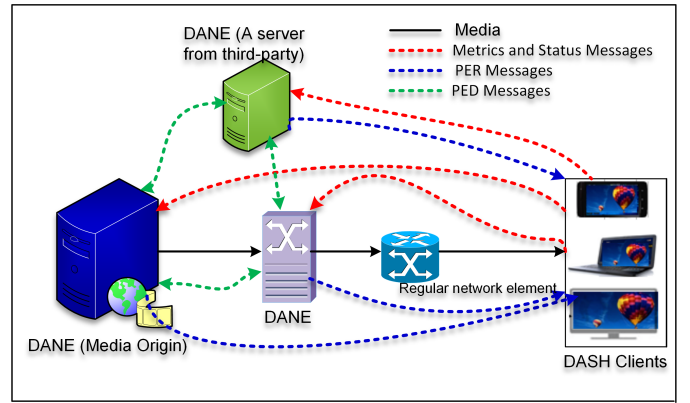 DANE (A server
from third-party)
Media
Metrics and Status Messages
PER Messages
PED Messages
Regular network element
DANE
DANE (Media Origin)
DASH Clients